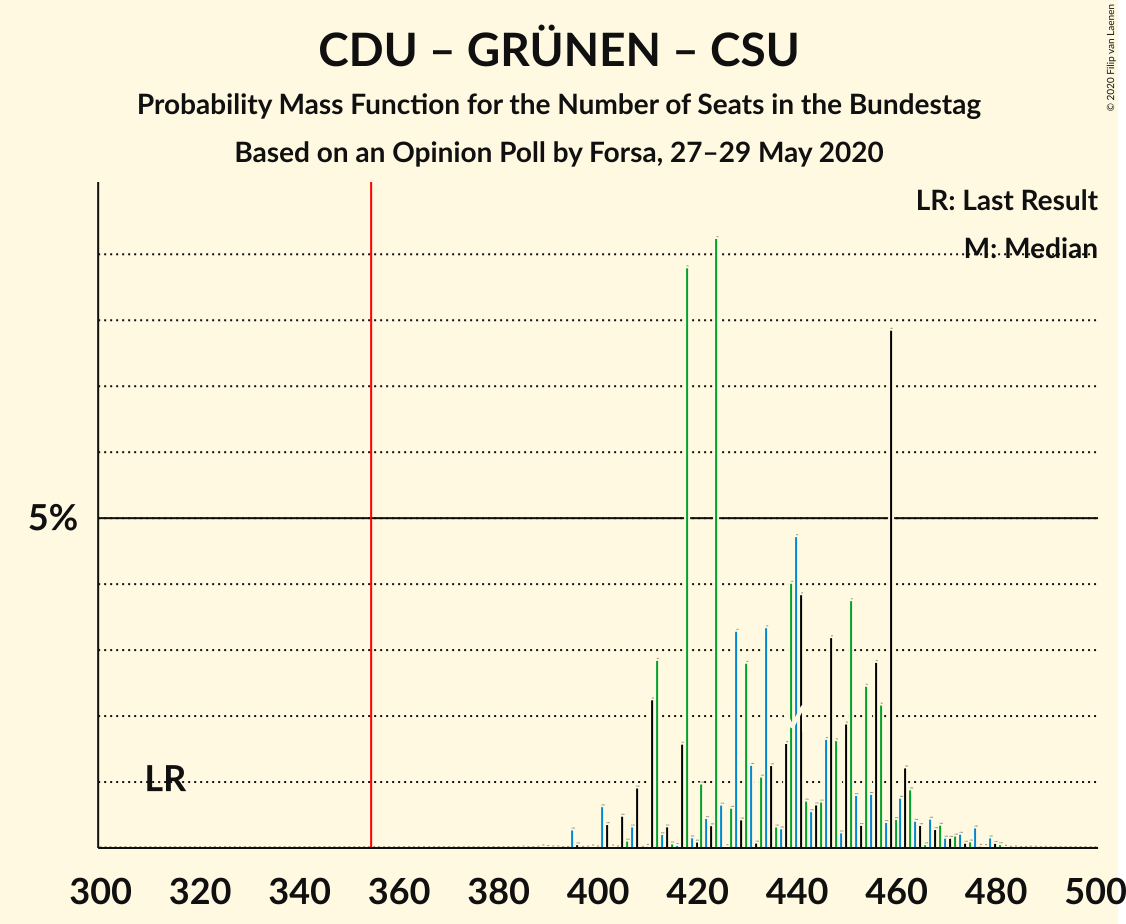 CDU – GRÜNEN – CSU
Probability Mass Function for the Number of Seats in the Bundestag
Based on an Opinion Poll by Forsa, 27–29 May 2020
© 2020 Filip van Laenen
LR: Last Result
M: Median
5%
LR
300 320 340 360 380 400 420 440 460 480 500